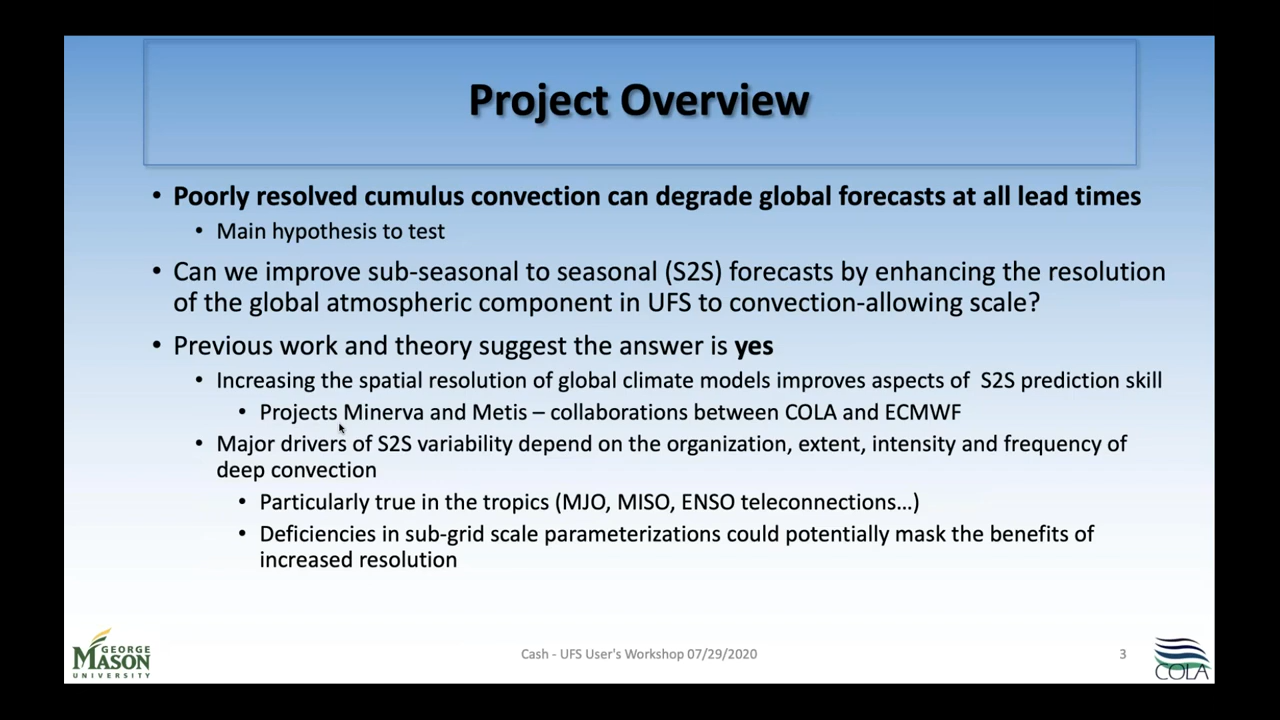 Project Overview
• Poorly resolved cumulus convection can degrade global forecasts at all lead times
• Main hypothesis to test
• Can we improve sub-seasonal to seasonal (S2S) forecasts by enhancing the resolution
of the global atmospheric component in UFS to convection-allowing scale?
• Previous work and theory suggest the answer is yes
• Increasing the spatial resolution of global climate models improves aspects of S2S prediction skill
• Projects Minerva and Metis – collaborations between COLA and ECMWF
• Major drivers of S2S variability depend on the organization, extent, intensity and frequency of
deep convection
• Particularly true in the tropics (MJO, MISO, ENSO teleconnections…)
• Deficiencies in sub-grid scale parameterizations could potentially mask the benefits of
increased resolution
GEORGE
MASON
UNIVERSITY
Cash - UFS User's Workshop 07/29/2020
3
COLA